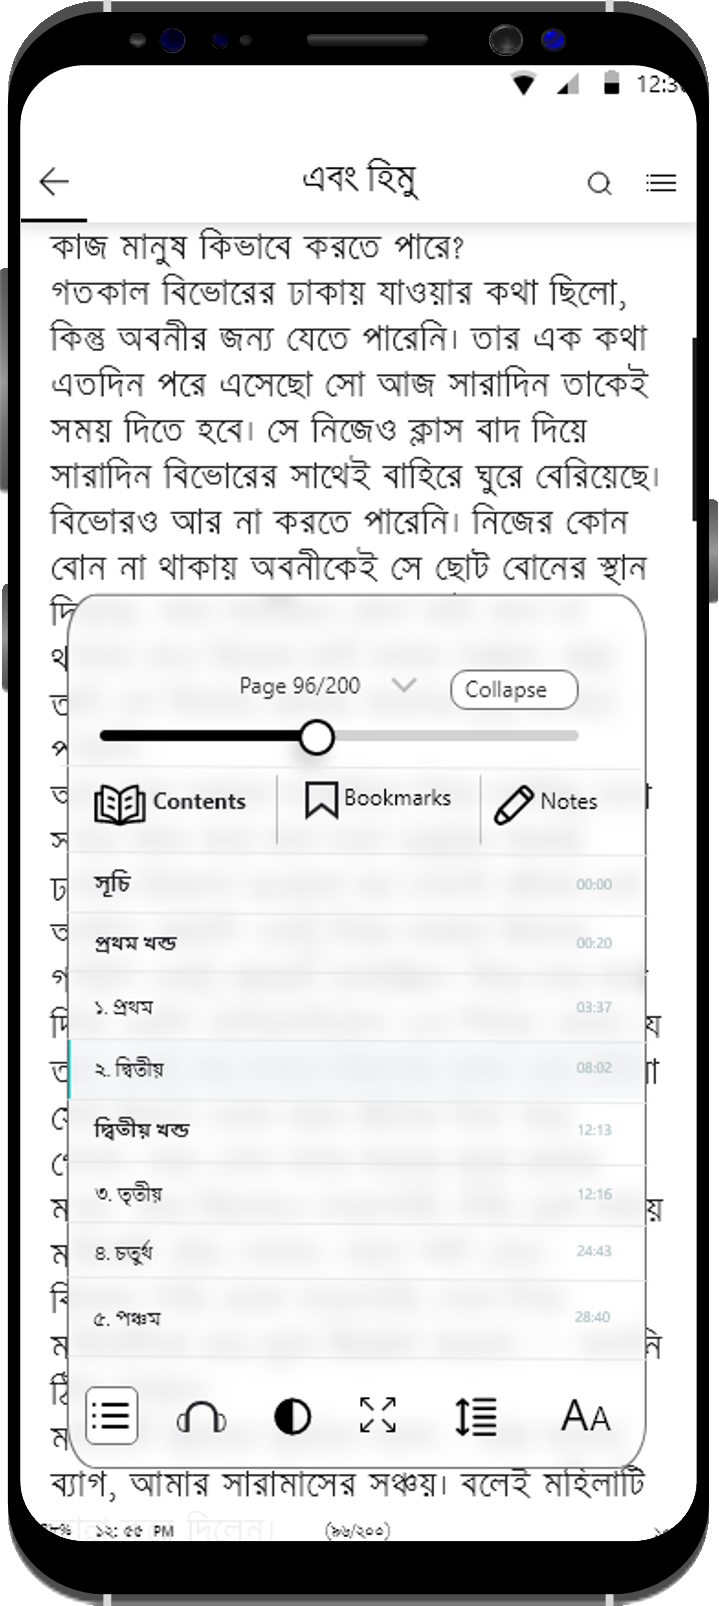 12:3
এবং হিমু
কাজ মানুষ কিভাবে করতে পারে?
গতকাল বিভোরের ঢাকায় যাওয়ার কথা ছিলো,
কিন্তু অবনীর জন্য যেতে পারেনি। তার এক কথা
এতদিন পরে এসেছো সো আজ সারাদিন তাকেই
সময় দিতে হবে। সে নিজেও ক্লাস বাদ দিয়ে
সারাদিন বিভোরের সাথেই বাহিরে ঘুরে বেরিয়েছে।
বিভোরও আর না করতে পারেনি। নিজের কোন
বোন না থাকায় অবনীকেই সে ছোট বোনের স্থান
Page 96/200
Collapse
Contents Bookmarks Notes
সূচি 00:00
প্রথম খন্ড 00:20
১. প্রথম 03:37
২. দ্বিতীয় 08:02
দ্বিতীয় খন্ড 12:13
৩. তৃতীয় 12:16
৪. চতুর্থ 24:43
৫. পঞ্চম 28:40
AA
ব্যাগ, আমার সারামাসের সঞ্চয়। বলেই মহিলাটি
দিলেন।
১২: ৫৫ PM (৯৬/২০০)